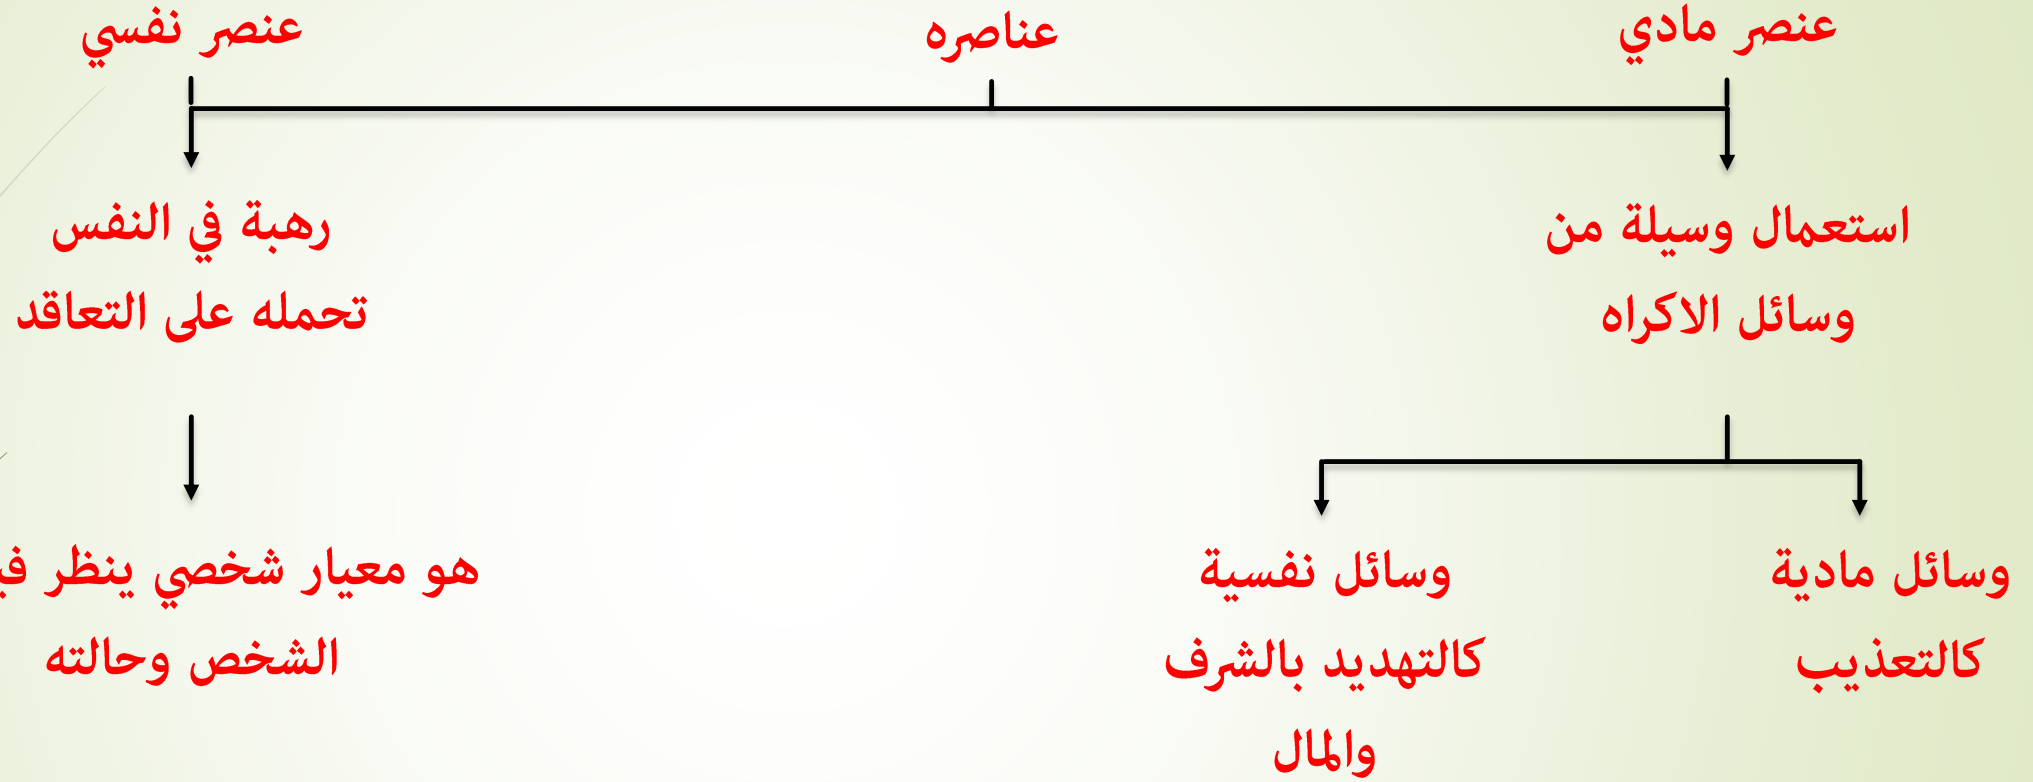 عنصر مادي
عناصره
عنصر نفسي
استعمال وسيلة من
وسائل الاكراه
رهبة في النفس
تحمله على التعاقد
وسائل مادية
كالتعذيب
وسائل نفسية
كالتهديد بالشرف
والمال
هو معيار شخصي ينظر
الشخص وحالته